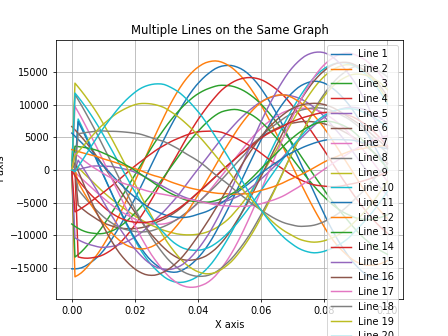 Multiple Lines on the Same Graph
15000
10000
5000
0
−5000
−10000
−15000
0.00
0.02
0.04
0.06
X axis
Line 1
Line 2
Line 3
Line 4
Line 5
Line 6
Line 7
Line 8
Line 9
Line 10
Line 11
Line 12
Line 13
Line 14
Line 15
Line 16
Line 17
Line 18
Line 19
Line 20